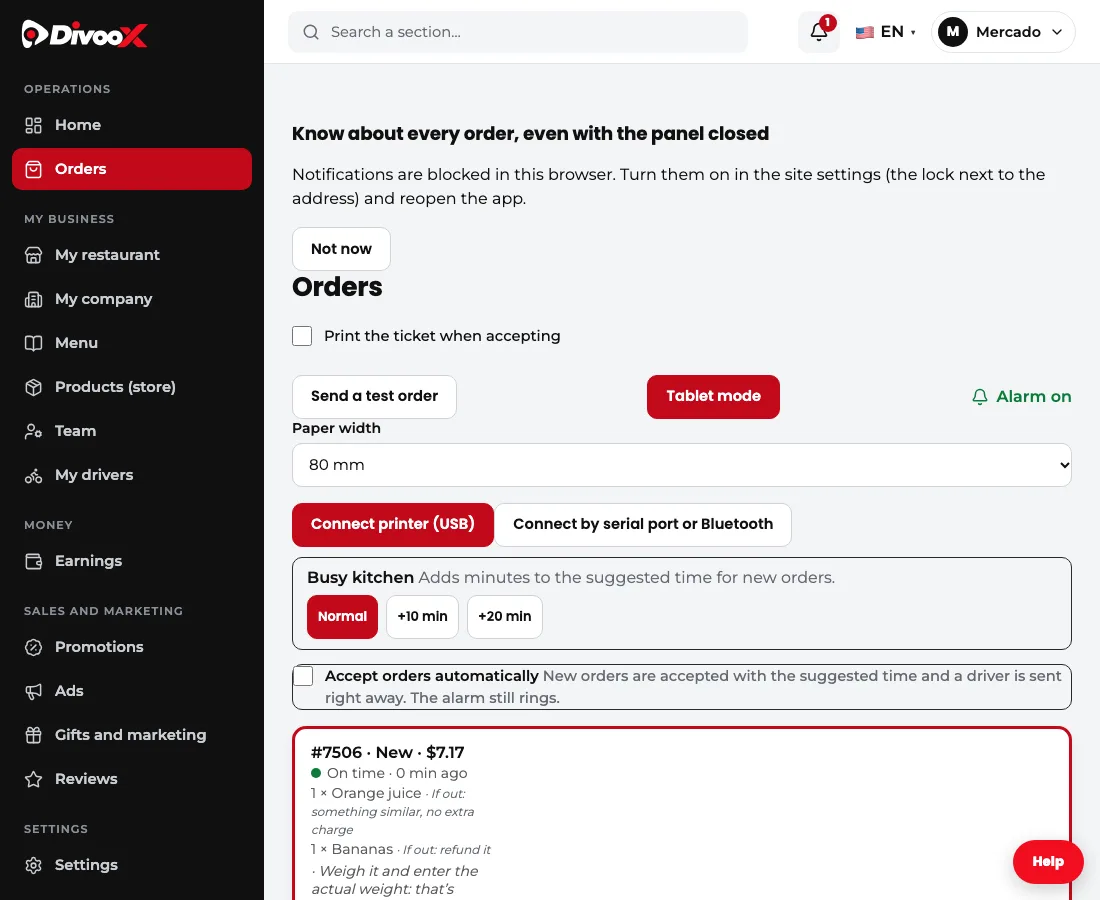 DivooX
Search a section...
1
EN
M
Mercado
OPERATIONS
Home
Orders
MY BUSINESS
My restaurant
My company
Menu
Products (store)
Team
My drivers
MONEY
Earnings
SALES AND MARKETING
Promotions
Ads
Gifts and marketing
Reviews
SETTINGS
Settings
Know about every order, even with the panel closed
Notifications are blocked in this browser. Turn them on in the site settings (the lock next to the
address) and reopen the app.
Not now
Orders
Print the ticket when accepting
Send a test order
Tablet mode
Alarm on
Paper width
80 mm
Connect printer (USB)
Connect by serial port or Bluetooth
Busy kitchen Adds minutes to the suggested time for new orders.
Normal
+10 min
+20 min
Accept orders automatically New orders are accepted with the suggested time and a driver is sent
right away. The alarm still rings.
#7506 · New · $7.17
On time · 0 min ago
1 × Orange juice · If out:
something similar, no extra
charge
1 × Bananas · If out: refund it
· Weigh it and enter the
actual weight: that's
Help